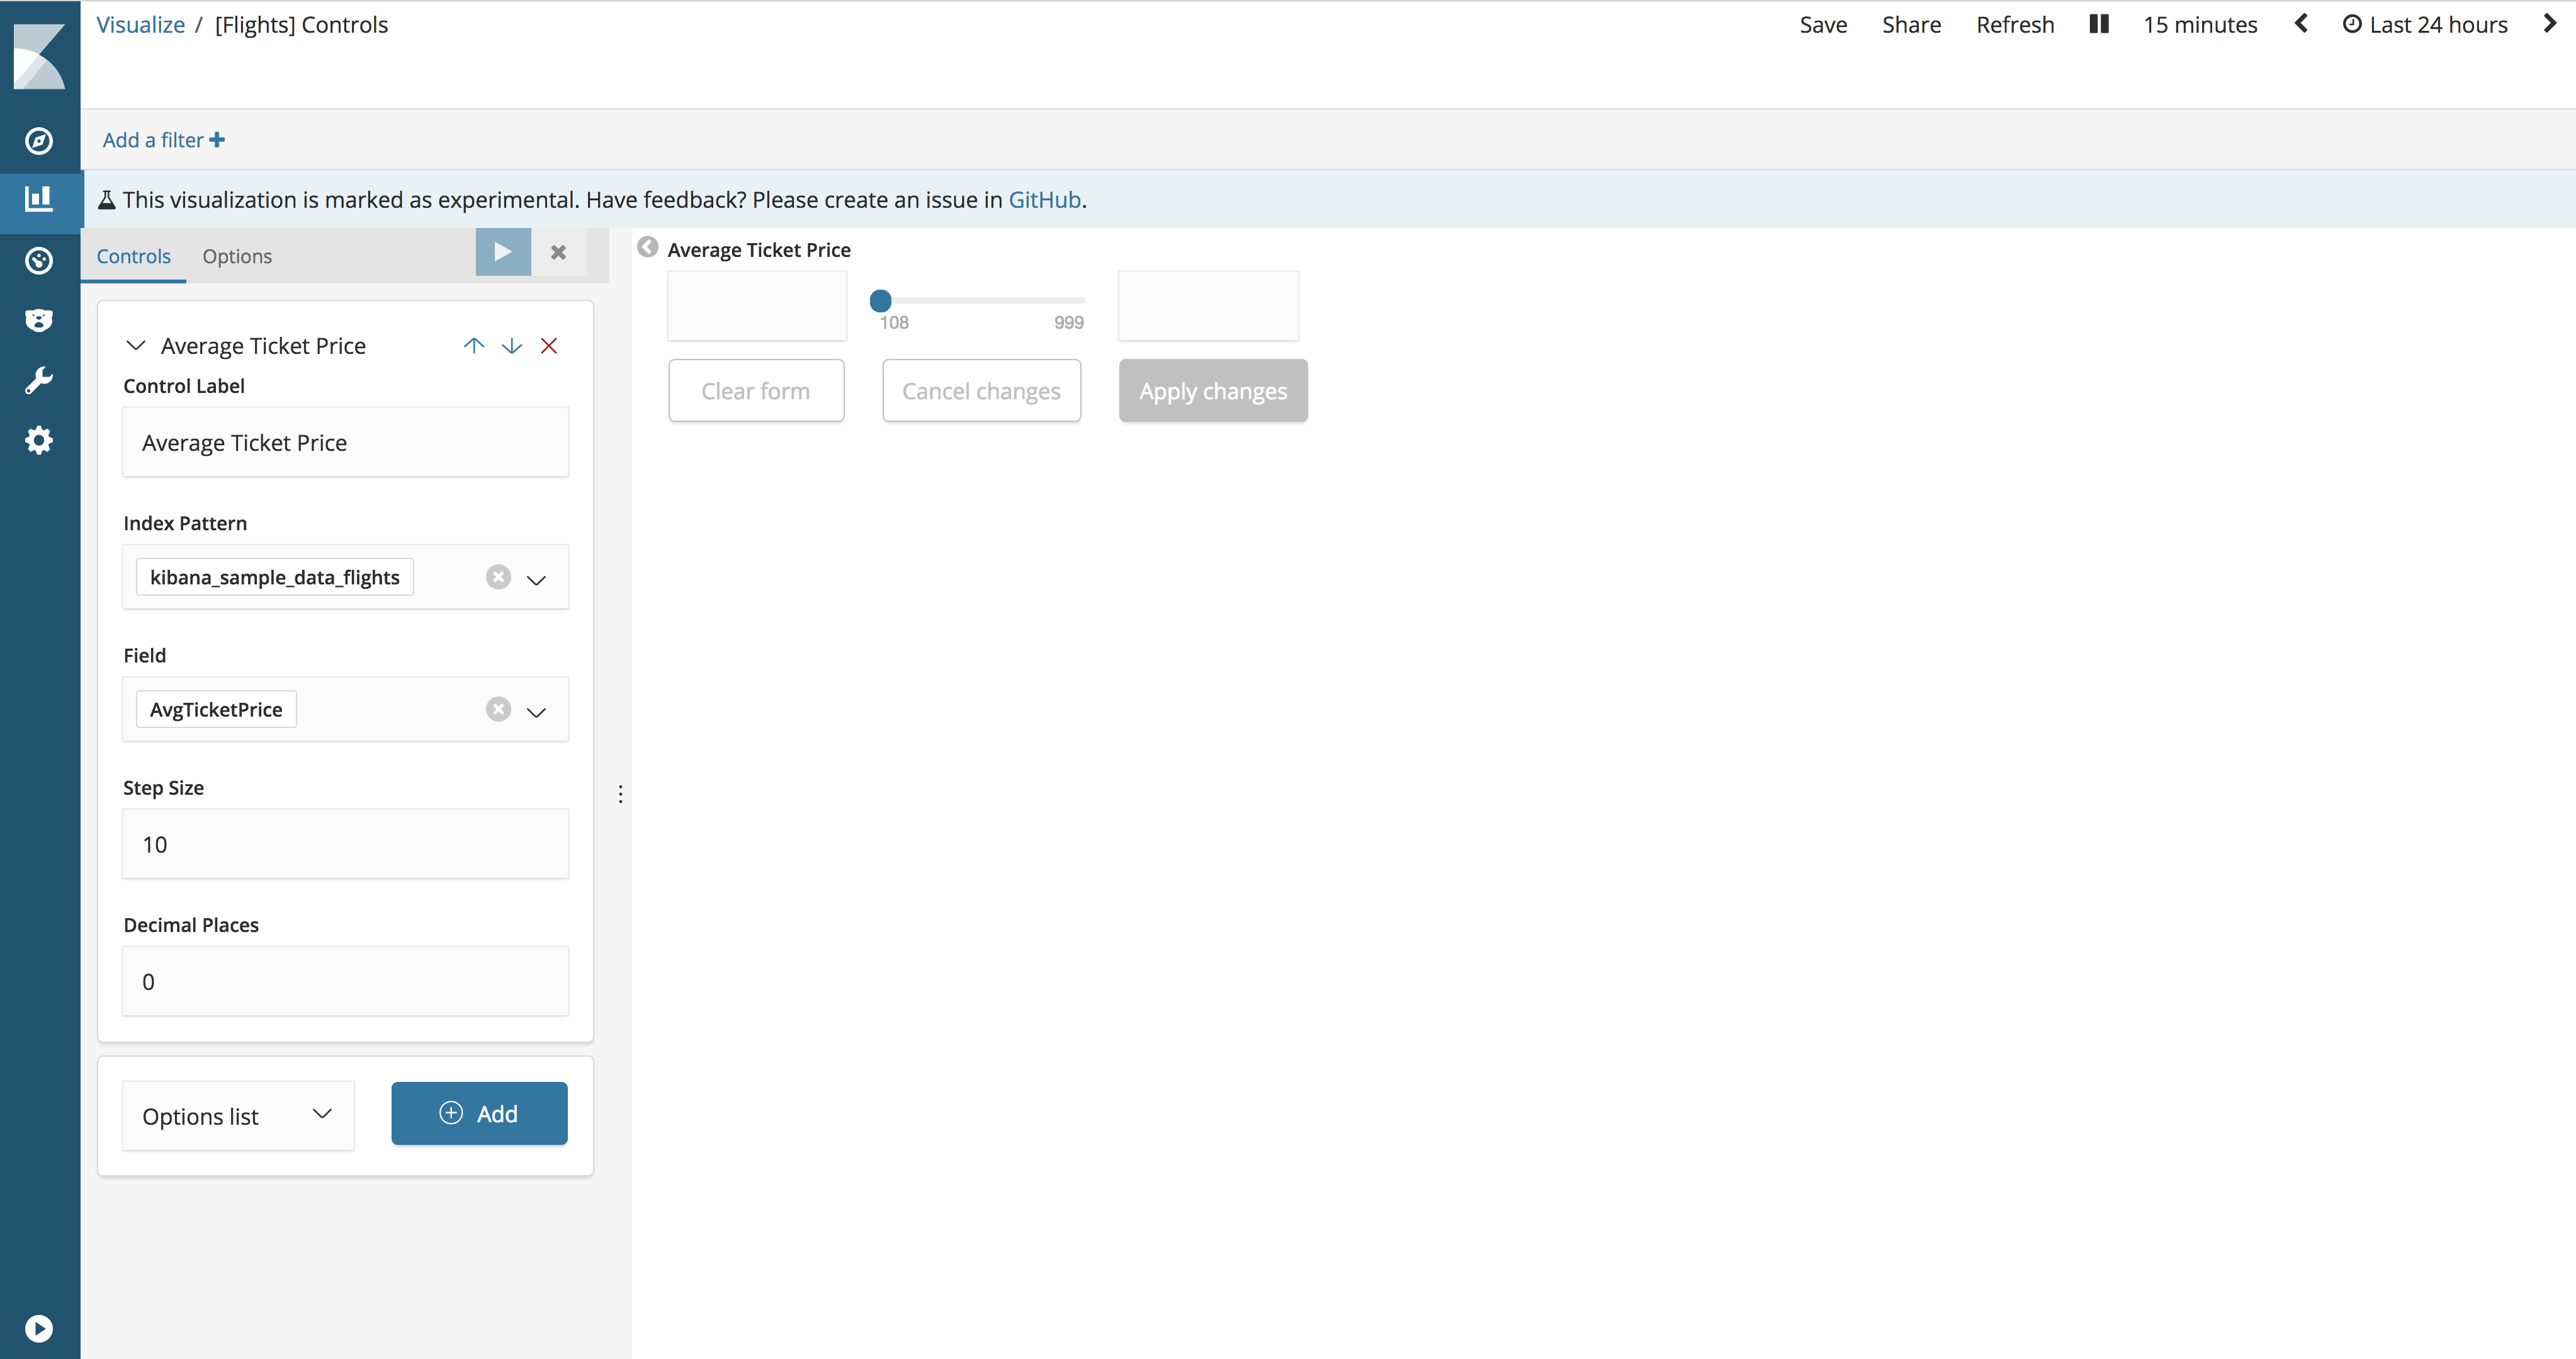 Visualize / [Flights] Controls
Save Share Refresh 15 minutes Last 24 hours
Add a filter
This visualization is marked as experimental. Have feedback? Please create an issue in GitHub.
Controls Options
Average Ticket Price
Control Label
Average Ticket Price
Index Pattern
kibana_sample_data_flights
Field
AvgTicketPrice
Step Size
10
Decimal Places
0
Options list
Add
Average Ticket Price
108 999
Clear form Cancel changes Apply changes